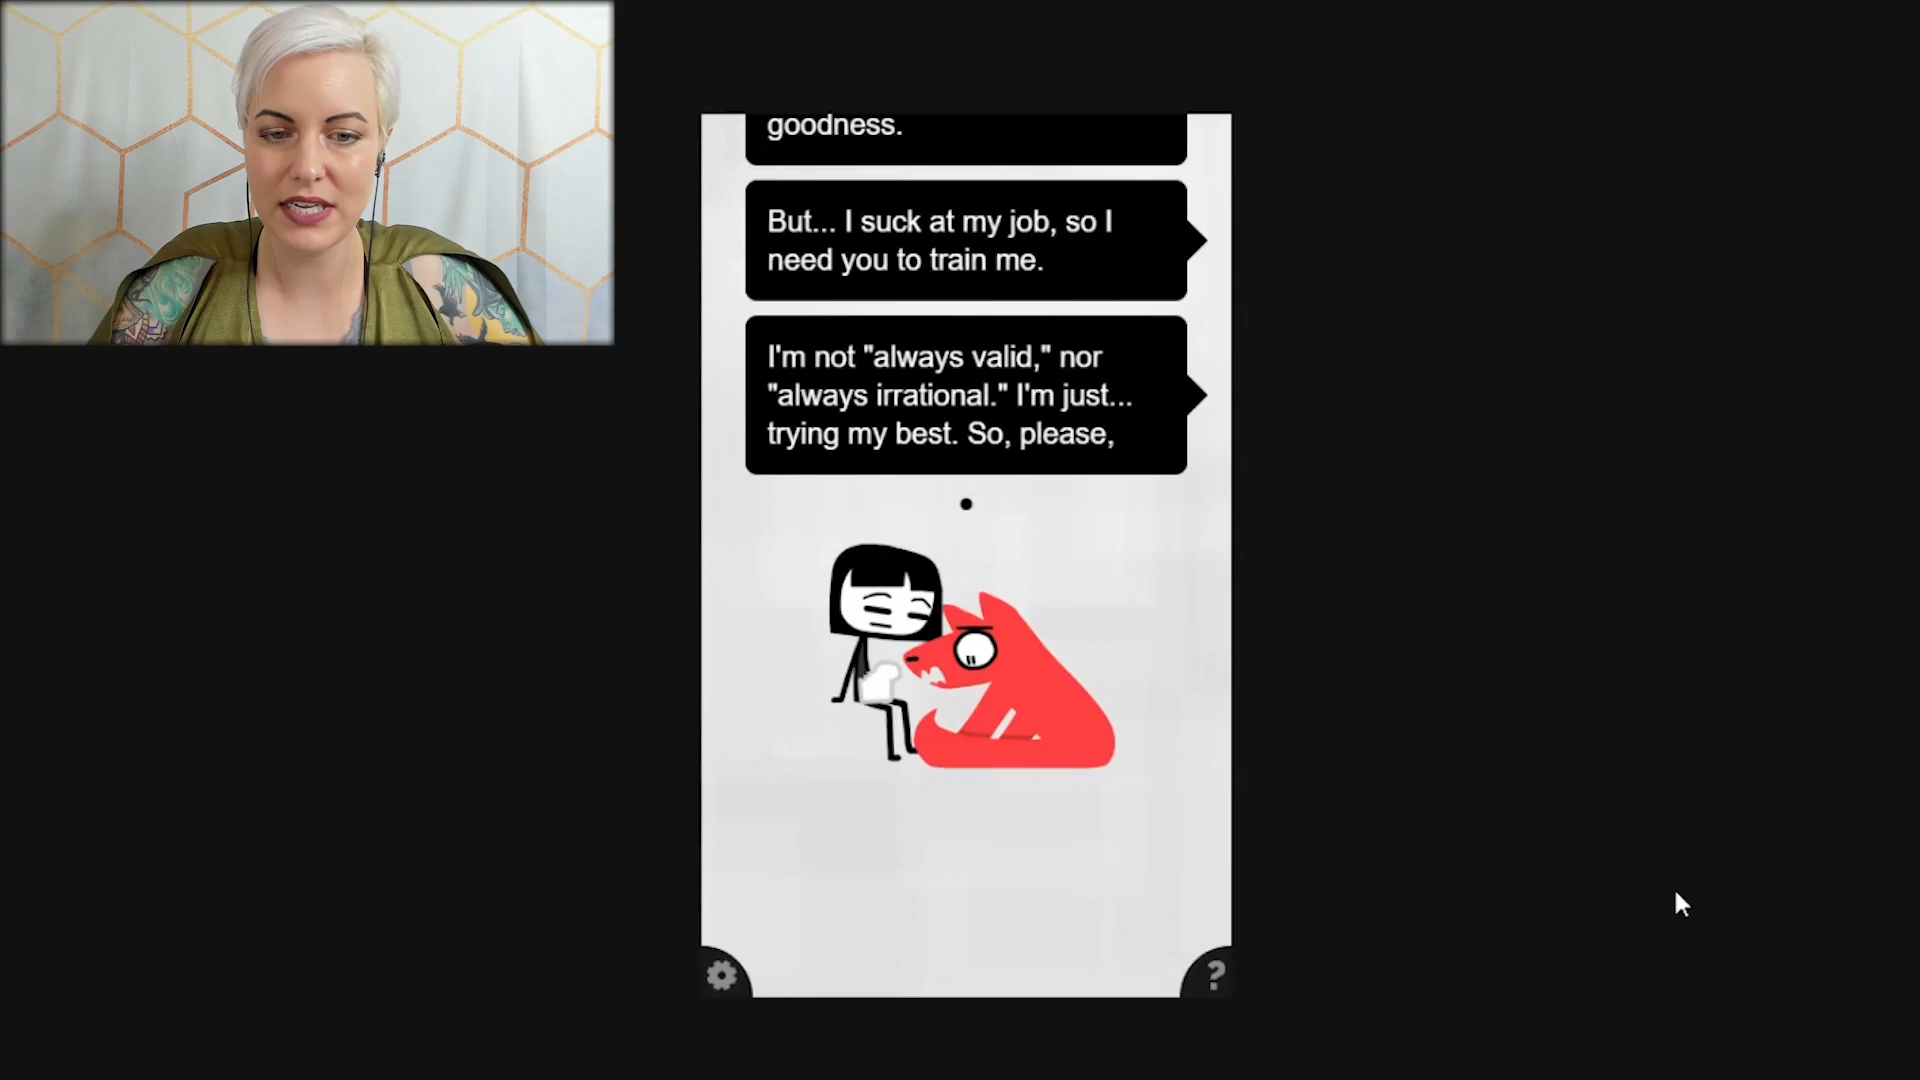 goodness.
But... I suck at my job, so I
need you to train me.
I'm not "always valid," nor
"always irrational." I'm just...
trying my best. So, please,
?